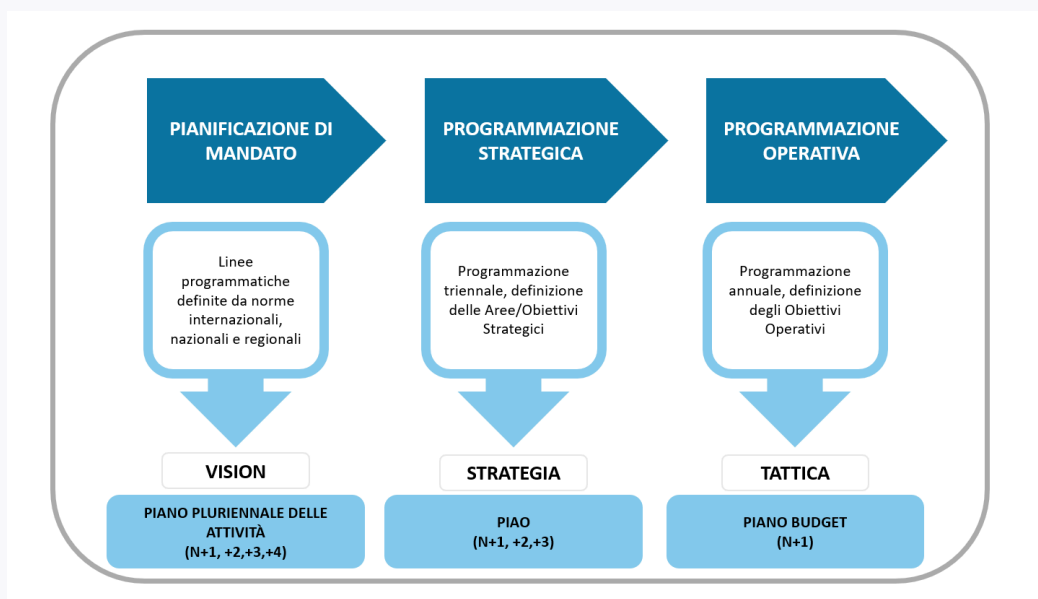 PIANIFICAZIONE DI
MANDATO
PROGRAMMAZIONE
STRATEGICA
PROGRAMMAZIONE
OPERATIVA
Linee
programmatiche
definite da norme
internazionali,
nazionali e regionali
Programmazione
triennale, definizione
delle Aree/Obiettivi
Strategici
Programmazione
annuale, definizione
degli Obiettivi
Operativi
VISION
STRATEGIA
TATTICA
PIANO PLURIENNALE DELLE
ATTIVITÀ
(N+1, +2,+3,+4)
PIAO
(N+1, +2,+3)
PIANO BUDGET
(N+1)